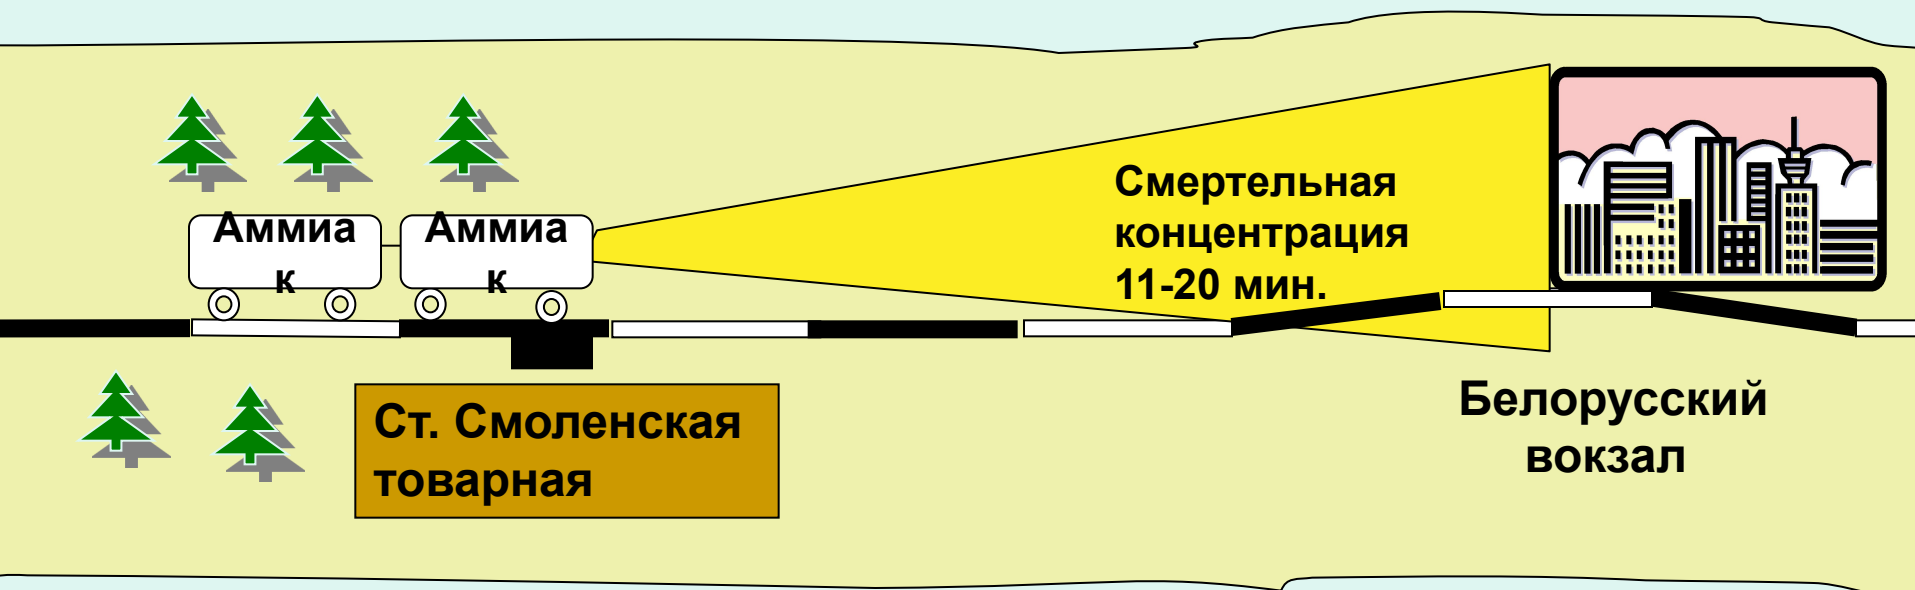 Аммиа
к
Аммиа
к
Смертельная
концентрация
11-20 мин.
Ст. Смоленская
товарная
Белорусский
вокзал